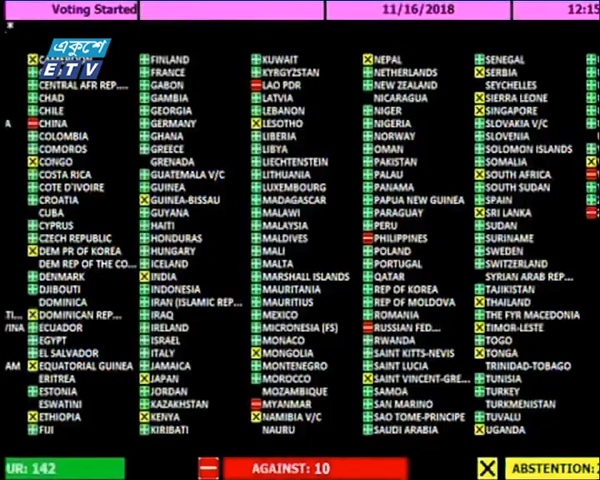 Voting Started
11/16/2018
12:15
একুশে
ETV
CENTRAL AFR REP....
CHAD
CHILE
A
CHINA
COLOMBIA
COMOROS
CONGO
COSTA RICA
COTE D'IVOIRE
CROATIA
CUBA
CYPRUS
CZECH REPUBLIC
DEM PR OF KOREA
DEM REP OF THE CO...
DENMARK
DJIBOUTI
DOMINICA
TI...
DOMINICAN REP...
/INA
ECUADOR
EGYPT
EL SALVADOR
AM
EQUATORIAL GUINEA
ERITREA
ESTONIA
ESWATINI
ETHIOPIA
FIJI
FINLAND
FRANCE
GABON
GAMBIA
GEORGIA
GERMANY
GHANA
GREECE
GRENADA
GUATEMALA V/C
GUINEA
GUINEA-BISSAU
GUYANA
HAITI
HONDURAS
HUNGARY
ICELAND
INDIA
INDONESIA
IRAN (ISLAMIC REP...
IRAQ
IRELAND
ISRAEL
ITALY
JAMAICA
JAPAN
JORDAN
KAZAKHSTAN
KENYA
KIRIBATI
KUWAIT
KYRGYZSTAN
LAO PDR
LATVIA
LEBANON
LESOTHO
LIBERIA
LIBYA
LIECHTENSTEIN
LITHUANIA
LUXEMBOURG
MADAGASCAR
MALAWI
MALAYSIA
MALDIVES
MALI
MALTA
MARSHALL ISLANDS
MAURITANIA
MAURITIUS
MEXICO
MICRONESIA (FS)
MONACO
MONGOLIA
MONTENEGRO
MOROCCO
MOZAMBIQUE
MYANMAR
NAMIBIA V/C
NAURU
NEPAL
NETHERLANDS
NEW ZEALAND
NICARAGUA
NIGER
NIGERIA
NORWAY
OMAN
PAKISTAN
PALAU
PANAMA
PAPUA NEW GUINEA
PARAGUAY
PERU
PHILIPPINES
POLAND
PORTUGAL
QATAR
REP OF KOREA
REP OF MOLDOVA
ROMANIA
RUSSIAN FED...
RWANDA
SAINT KITTS-NEVIS
SAINT LUCIA
SAINT VINCENT-GRE...
SAMOA
SAN MARINO
SAO TOME-PRINCIPE
SAUDI ARABIA
SENEGAL
SERBIA
SEYCHELLES
SIERRA LEONE
SINGAPORE
SLOVAKIA V/C
SLOVENIA
SOLOMON ISLANDS
SOMALIA
SOUTH AFRICA
SOUTH SUDAN
SPAIN
SRI LANKA
SUDAN
SURINAME
SWEDEN
SWITZERLAND
SYRIAN ARAB REP...
TAJIKISTAN
THAILAND
THE FYR MACEDONIA
TIMOR-LESTE
TOGO
TONGA
TRINIDAD-TOBAGO
TUNISIA
TURKEY
TURKMENISTAN
TUVALU
UGANDA
UR: 142
AGAINST: 10
ABSTENTION: